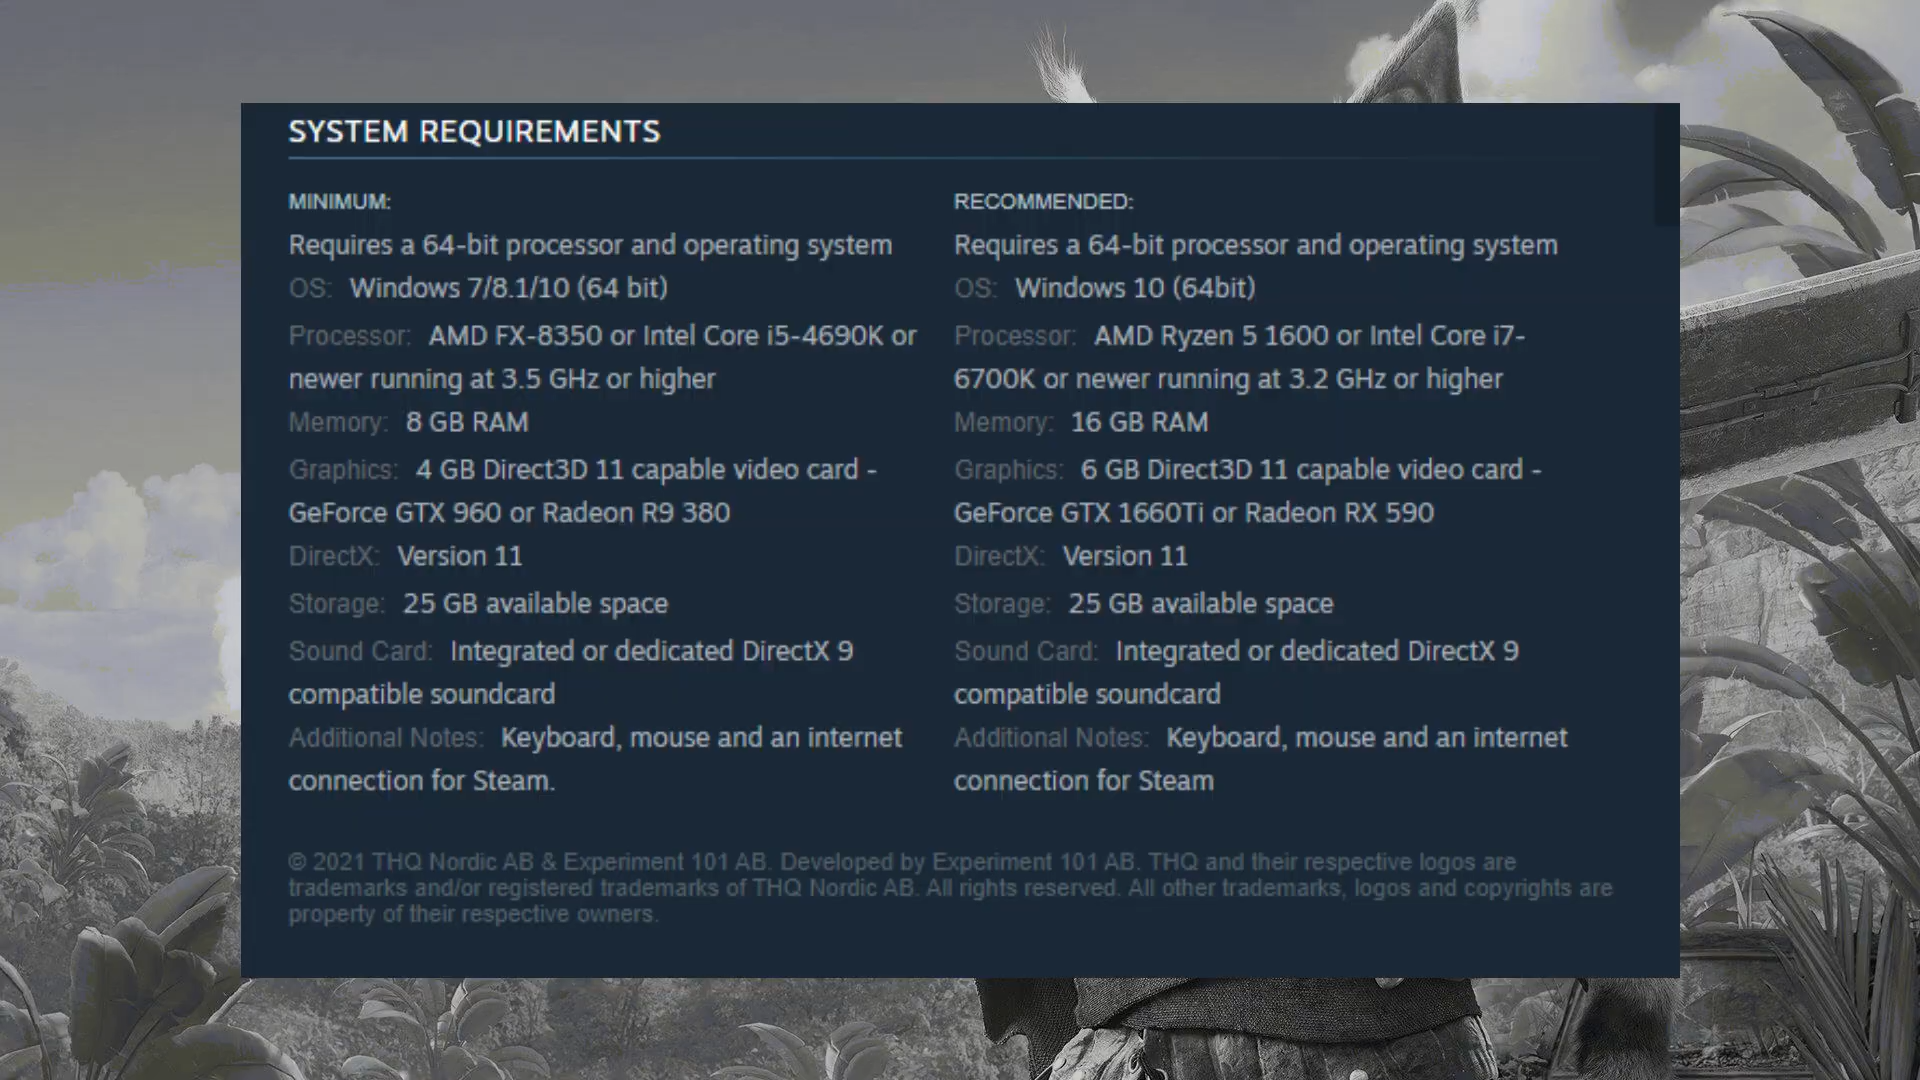 SYSTEM REQUIREMENTS
MINIMUM:
Requires a 64-bit processor and operating system
OS: Windows 7/8.1/10 (64 bit)
Processor: AMD FX-8350 or Intel Core i5-4690K or
newer running at 3.5 GHz or higher
Memory: 8 GB RAM
Graphics: 4 GB Direct3D 11 capable video card -
GeForce GTX 960 or Radeon R9 380
DirectX: Version 11
Storage: 25 GB available space
Sound Card: Integrated or dedicated DirectX 9
compatible soundcard
Additional Notes: Keyboard, mouse and an internet
connection for Steam.
RECOMMENDED:
Requires a 64-bit processor and operating system
OS: Windows 10 (64bit)
Processor: AMD Ryzen 5 1600 or Intel Core i7-
6700K or newer running at 3.2 GHz or higher
Memory: 16 GB RAM
Graphics: 6 GB Direct3D 11 capable video card -
GeForce GTX 1660Ti or Radeon RX 590
DirectX: Version 11
Storage: 25 GB available space
Sound Card: Integrated or dedicated DirectX 9
compatible soundcard
Additional Notes: Keyboard, mouse and an internet
connection for Steam
© 2021 THQ Nordic AB & Experiment 101 AB. Developed by Experiment 101 AB. THQ and their respective logos are
trademarks and/or registered trademarks of THQ Nordic AB. All rights reserved. All other trademarks, logos and copyrights are
property of their respective owners.